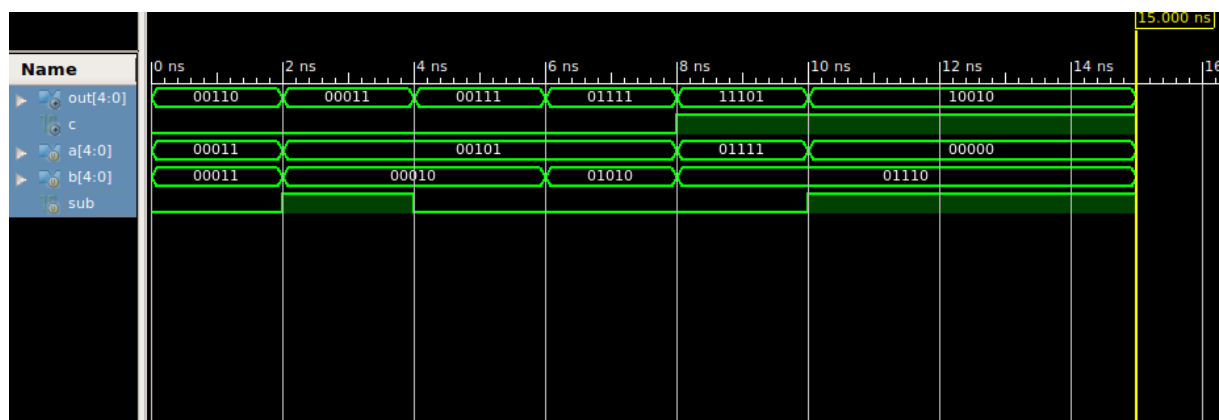 15.000 ns
Name 0 ns 2 ns 4 ns 6 ns 8 ns 10 ns 12 ns 14 ns 16
out[4:0] 00110 00011 00111 01111 11101 10010
c
a[4:0] 00011 00101 01111 00000
b[4:0] 00011 00010 01010 01110
sub